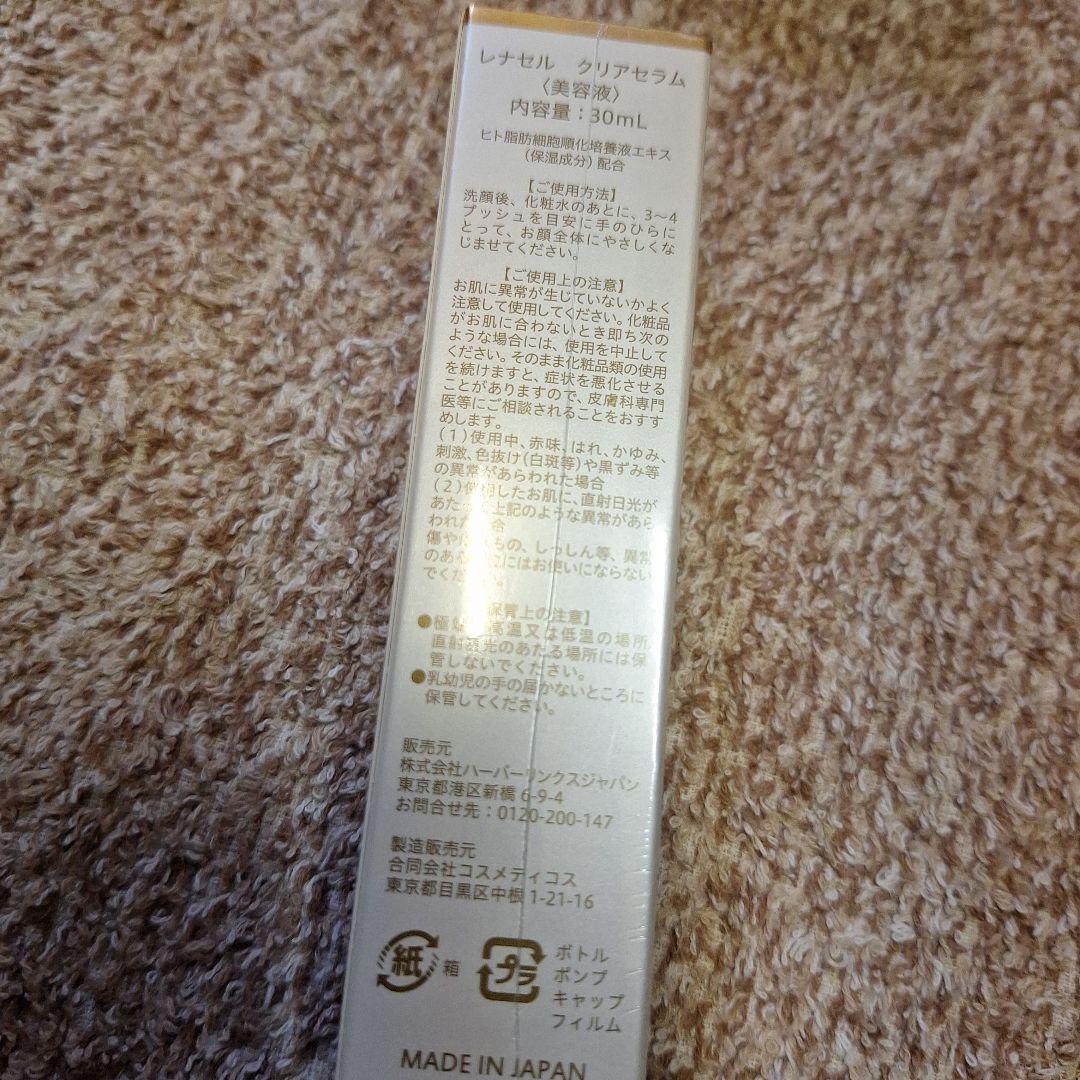 レナセル　クリアセラム
〈美容液〉
内容量：30mL
ヒト脂肪細胞順化培養液エキス
(保湿成分) 配合
【ご使用方法】
洗顔後、化粧水のあとに、3〜4
プッシュを目安に手のひらに
とって、お顔全体にやさしくな
じませてください。
【ご使用上の注意】
お肌に異常が生じていないかよく
注意して使用してください。化粧品
がお肌に合わないとき即ち次の
ような場合には、使用を中止して
ください。そのまま化粧品類の使用
を続けますと、症状を悪化させる
ことがありますので、皮膚科専門
医等にご相談されることをおすす
めします。
(1)使用中、赤味、はれ、かゆみ、
刺激、色抜け(白斑等)や黒ずみ等
の異常があらわれた場合
(2)使用したお肌に、直射日光が
あた 上記のような異常があら
われた 合
傷や もの、しっしん等、異常
のある にはお使いにならない
でください。
保管上の注意】
●極 高温又は低温の場所、
直射日光のあたる場所には保
管しないでください。
●乳幼児の手の届かないところに
保管してください。
販売元
株式会社ハーバーリンクスジャパン
東京都港区新橋 6-9-4
お問合せ先：0120-200-147
製造販売元
合同会社コスメティコス
東京都目黒区中根 1-21-16
紙 箱
プラ ボトル
ポンプ
キャップ
フィルム
MADE IN JAPAN